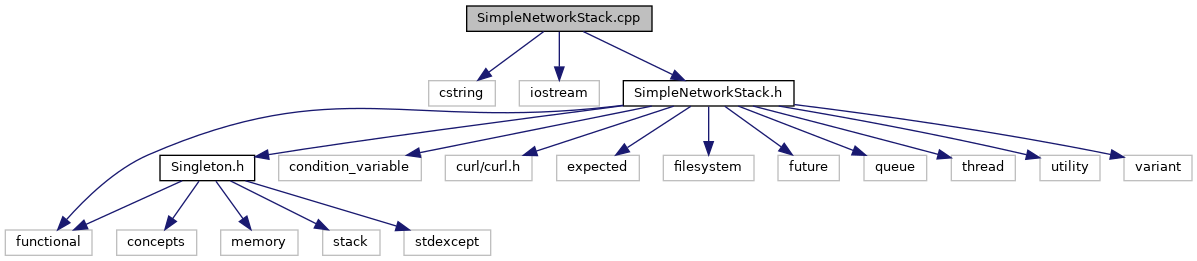 SimpleNetworkStack.cpp
cstring
iostream
SimpleNetworkStack.h
Singleton.h
condition_variable
curl/curl.h
expected
filesystem
future
queue
thread
utility
variant
functional
concepts
memory
stack
stdexcept